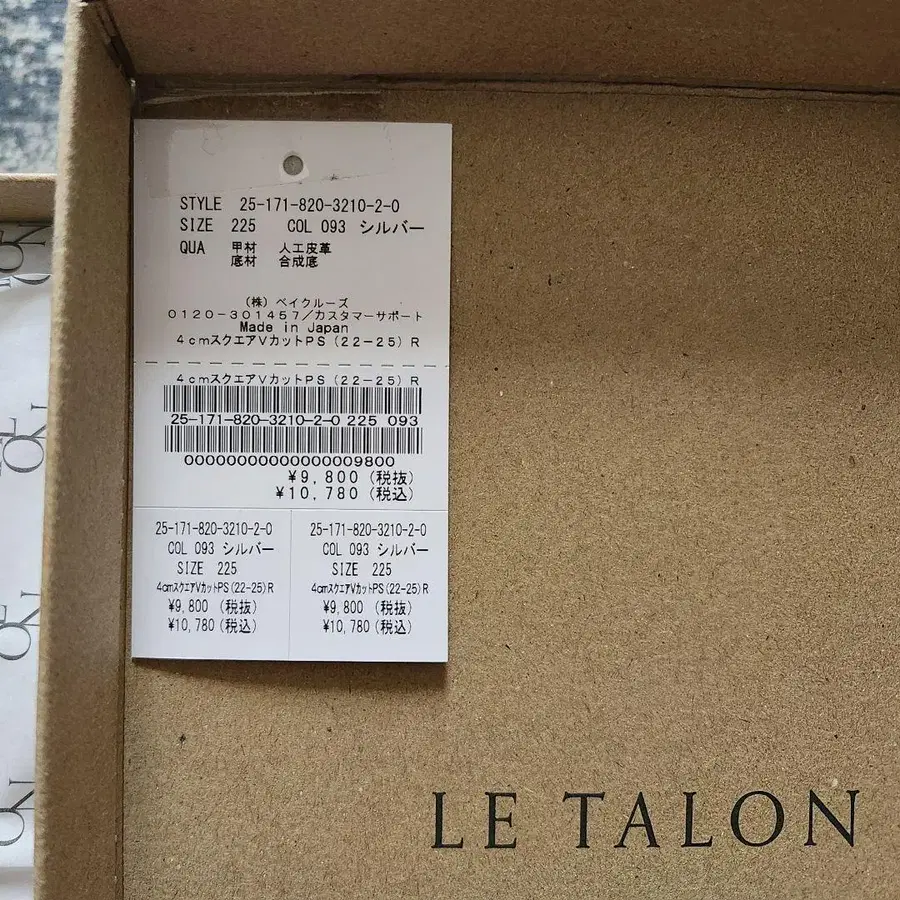 STYLE 25-171-820-3210-2-0
SIZE 225 COL 093 シルバー
QUA 甲材 人工皮革
底材 合成底
(株) ベイクルーズ
0120-301457/カスタマーサポート
Made in Japan
4cmスクエアVカットPS (22-25) R
4cmスクエアVカットPS (22-25) R
25-171-820-3210-2-0 225 093
00000000000000009800
¥9,800 (税抜)
¥10,780 (税込)
25-171-820-3210-2-0
COL 093 シルバー
SIZE 225
4cmスクエアVカットPS(22-25)R
¥9,800 (税抜)
¥10,780 (税込)
25-171-820-3210-2-0
COL 093 シルバー
SIZE 225
4cmスクエアVカットPS(22-25)R
¥9,800 (税抜)
¥10,780 (税込)
LE TALON